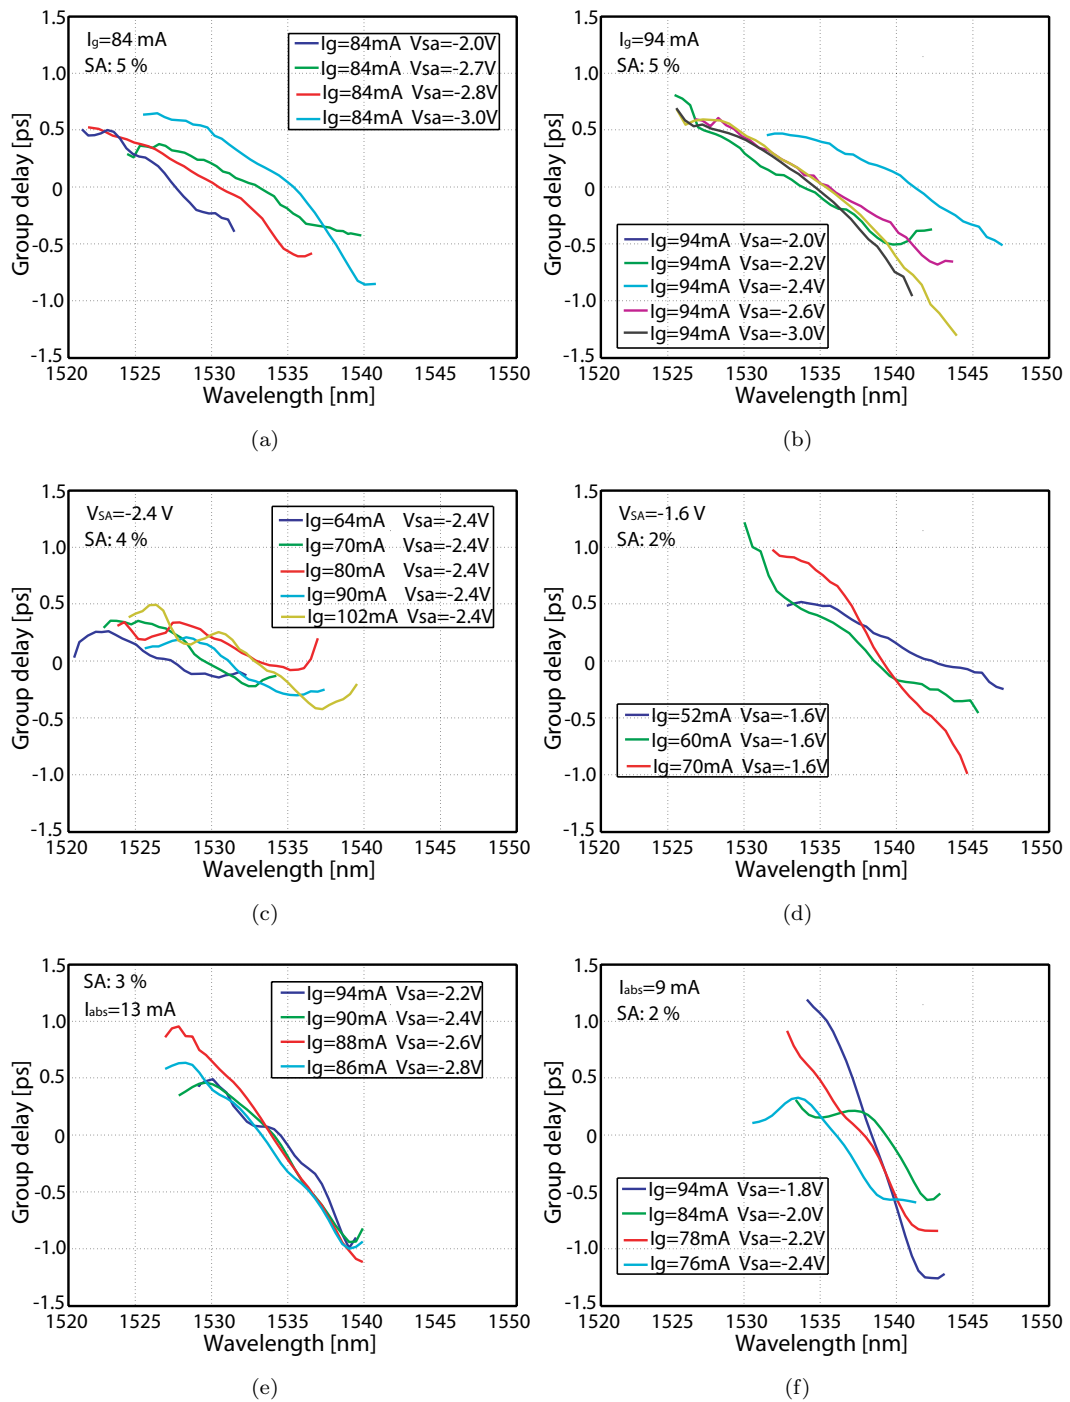 1.5
1.0
0.5
0
-0.5
-1.0
-1.5
Group delay [ps]
Ig=84 mA
SA: 5 %
Ig=84mA Vsa=-2.0V
Ig=84mA Vsa=-2.7V
Ig=84mA Vsa=-2.8V
Ig=84mA Vsa=-3.0V
1520 1525 1530 1535 1540 1545 1550
Wavelength [nm]
(a)
1.5
1.0
0.5
0
-0.5
-1.0
-1.5
Group delay [ps]
Ig=94 mA
SA: 5 %
Ig=94mA Vsa=-2.0V
Ig=94mA Vsa=-2.2V
Ig=94mA Vsa=-2.4V
Ig=94mA Vsa=-2.6V
Ig=94mA Vsa=-3.0V
1520 1525 1530 1535 1540 1545 1550
Wavelength [nm]
(b)
1.5
1.0
0.5
0
-0.5
-1.0
-1.5
Group delay [ps]
VSA=-2.4 V
SA: 4 %
Ig=64mA Vsa=-2.4V
Ig=70mA Vsa=-2.4V
Ig=80mA Vsa=-2.4V
Ig=90mA Vsa=-2.4V
Ig=102mA Vsa=-2.4V
1520 1525 1530 1535 1540 1545 1550
Wavelength [nm]
(c)
1.5
1.0
0.5
0
-0.5
-1.0
-1.5
Group delay [ps]
VSA=-1.6 V
SA: 2%
Ig=52mA Vsa=-1.6V
Ig=60mA Vsa=-1.6V
Ig=70mA Vsa=-1.6V
1520 1525 1530 1535 1540 1545 1550
Wavelength [nm]
(d)
1.5
1.0
0.5
0
-0.5
-1.0
-1.5
Group delay [ps]
SA: 3 %
Iabs=13 mA
Ig=94mA Vsa=-2.2V
Ig=90mA Vsa=-2.4V
Ig=88mA Vsa=-2.6V
Ig=86mA Vsa=-2.8V
1520 1525 1530 1535 1540 1545 1550
Wavelength [nm]
(e)
1.5
1.0
0.5
0
-0.5
-1.0
-1.5
Group delay [ps]
Iabs=9 mA
SA: 2 %
Ig=94mA Vsa=-1.8V
Ig=84mA Vsa=-2.0V
Ig=78mA Vsa=-2.2V
Ig=76mA Vsa=-2.4V
1520 1525 1530 1535 1540 1545 1550
Wavelength [nm]
(f)